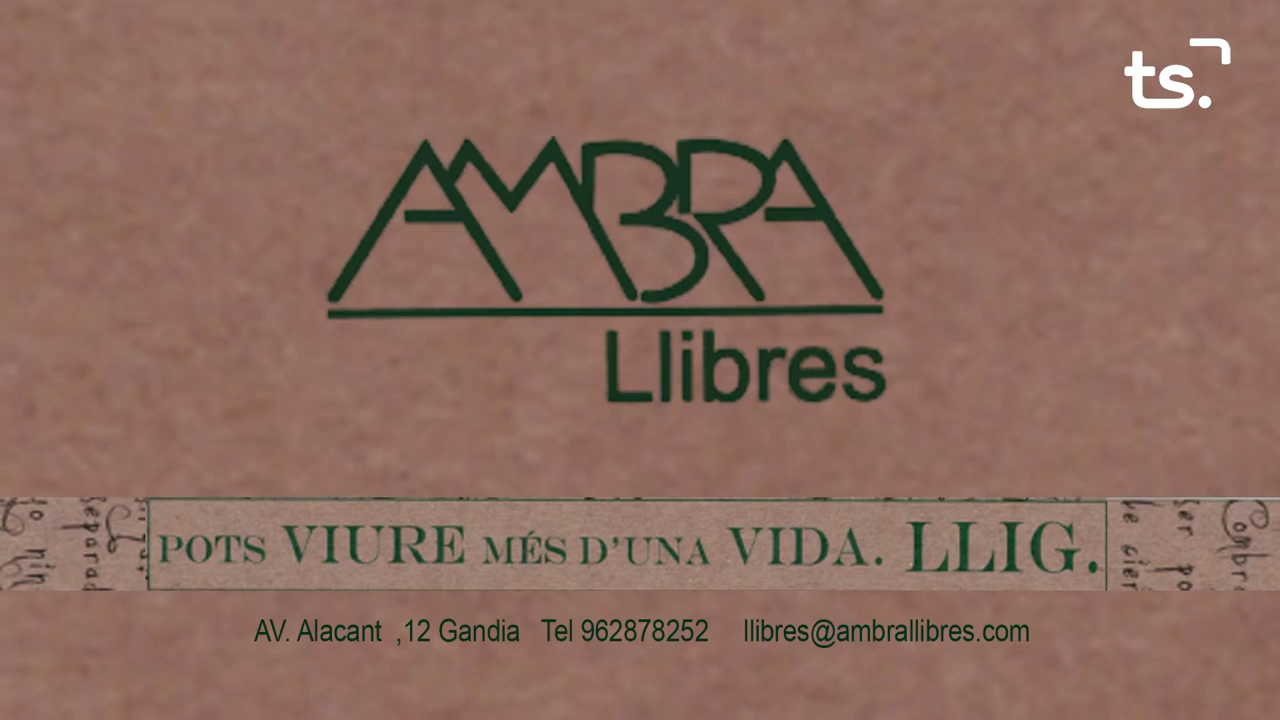 ts.
AMBRA
Llibres
POTS VIURE MÉS D'UNA VIDA. LLIG.
AV. Alacant ,12 Gandia Tel 962878252 llibres@ambrallibres.com